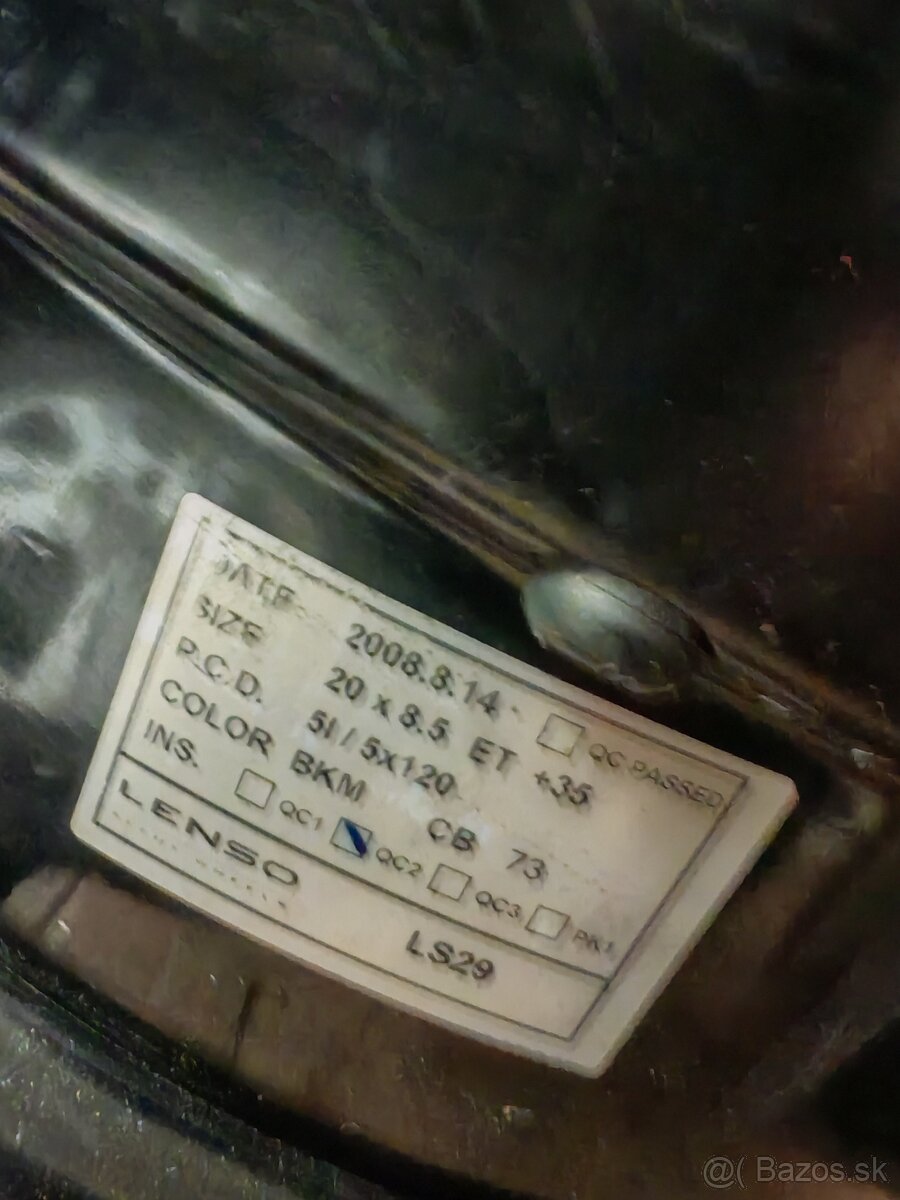 DATE 2008.8.14 QC PASSED
SIZE 20 x 8.5 ET +35
P.C.D. 5I / 5x120 CB 73
COLOR BKM
INS. QC1 QC2 QC3
LENSO LS29
@( Bazos.sk